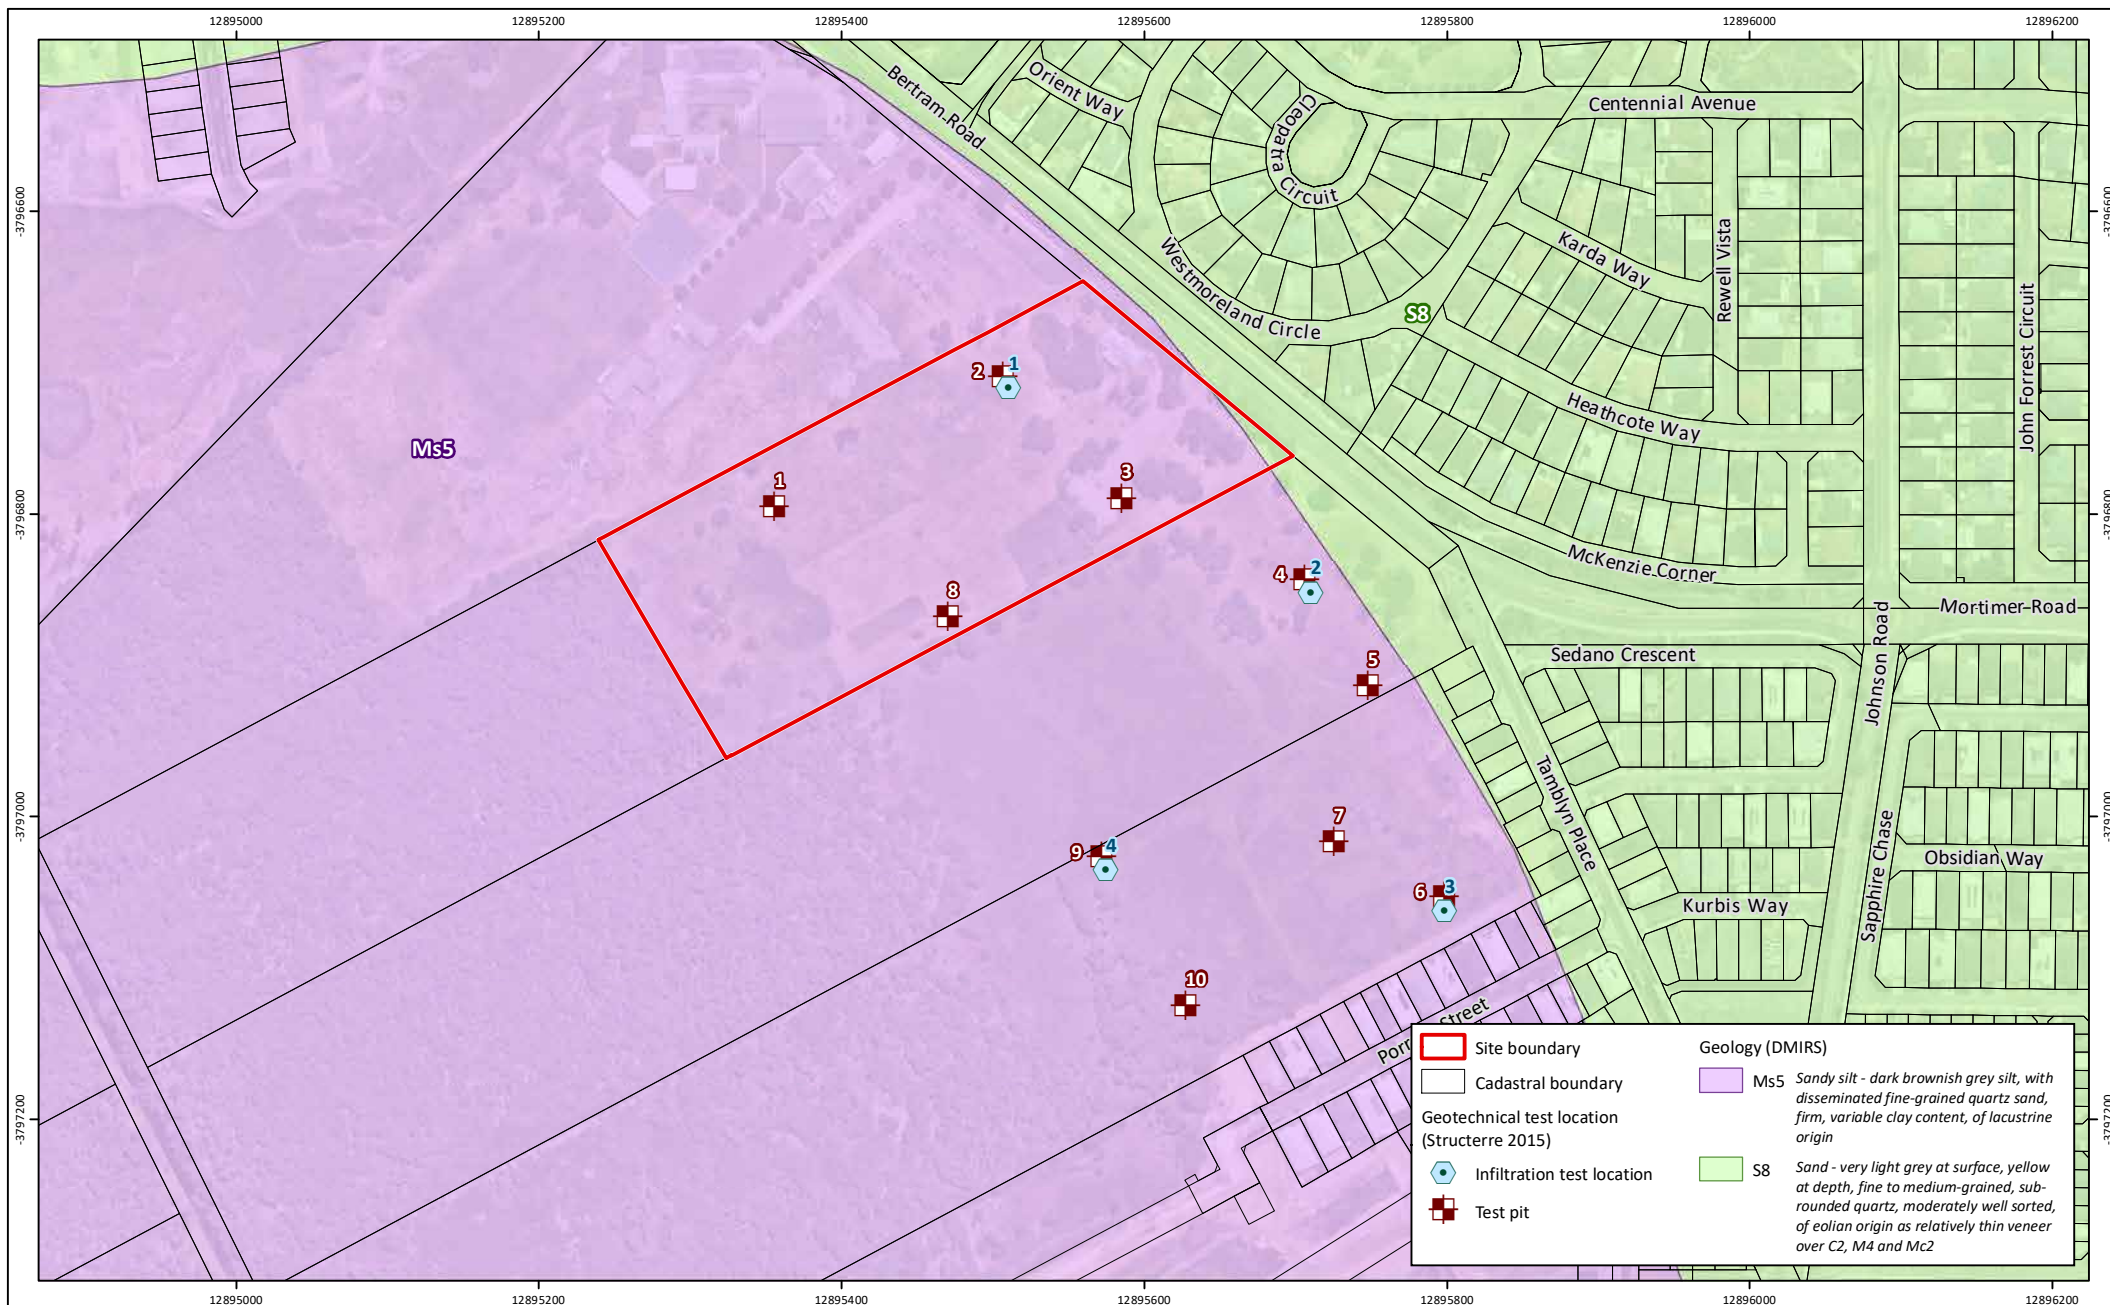 12895000 12895200 12895400 12895600 12895800 12896000 12896200
-3796600 -3796600
-3796800 -3796800
-3797000 -3797000
-3797200 -3797200
Bertram Road
Orient Way
Cleopatra Circuit
Centennial Avenue
Westmoreland Circle
Karda Way
Rewell Vista
John Forrest Circuit
S8
Heathcote Way
Ms5
McKenzie Corner
Mortimer Road
Johnson Road
Sedano Crescent
Tamblyn Place
Sapphire Chase
Obsidian Way
Kurbis Way
Street
2 1
1
3
8
4 2
5
7
9 4
6 3
10
Site boundary
Cadastral boundary
Geotechnical test location
(Structerre 2015)
Infiltration test location
Test pit
Geology (DMIRS)
Ms5 Sandy silt - dark brownish grey silt, with
disseminated fine-grained quartz sand,
firm, variable clay content, of lacustrine
origin
S8 Sand - very light grey at surface, yellow
at depth, fine to medium-grained, sub-
rounded quartz, moderately well sorted,
of eolian origin as relatively thin veneer
over C2, M4 and Mc2
12895000 12895200 12895400 12895600 12895800 12896000 12896200